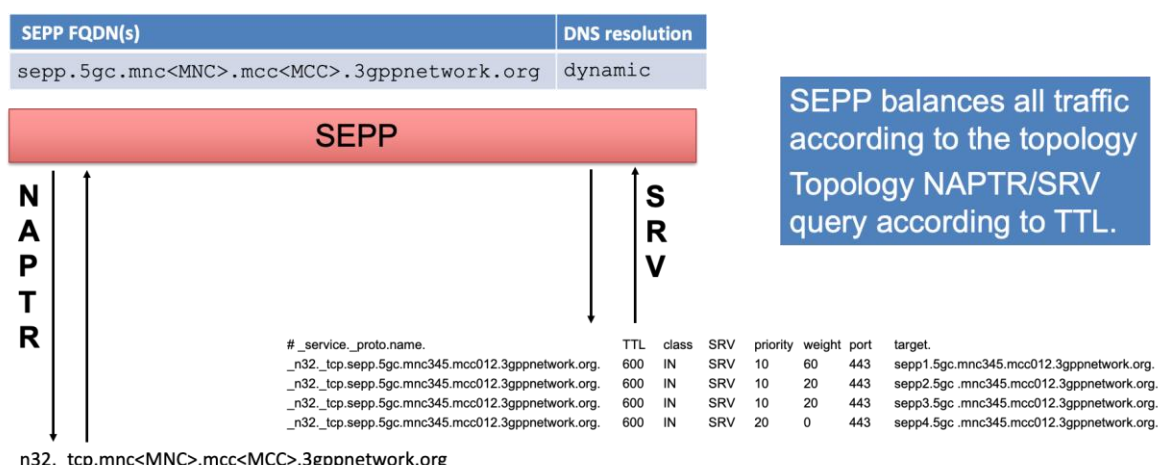 SEPP FQDN(s) DNS resolution
sepp.5gc.mnc<MNC>.mcc<MCC>.3gppnetwork.org dynamic
SEPP
SEPP balances all traffic
according to the topology
Topology NAPTR/SRV
query according to TTL.
NAPTR
SRV
# _service._proto.name. TTL class SRV priority weight port target.
_n32._tcp.sepp.5gc.mnc345.mcc012.3gppnetwork.org. 600 IN SRV 10 60 443 sepp1.5gc.mnc345.mcc012.3gppnetwork.org.
_n32._tcp.sepp.5gc.mnc345.mcc012.3gppnetwork.org. 600 IN SRV 10 20 443 sepp2.5gc .mnc345.mcc012.3gppnetwork.org.
_n32._tcp.sepp.5gc.mnc345.mcc012.3gppnetwork.org. 600 IN SRV 10 20 443 sepp3.5gc .mnc345.mcc012.3gppnetwork.org.
_n32._tcp.sepp.5gc.mnc345.mcc012.3gppnetwork.org. 600 IN SRV 20 0 443 sepp4.5gc .mnc345.mcc012.3gppnetwork.org.
_n32._tcp.mnc<MNC>.mcc<MCC>.3gppnetwork.org